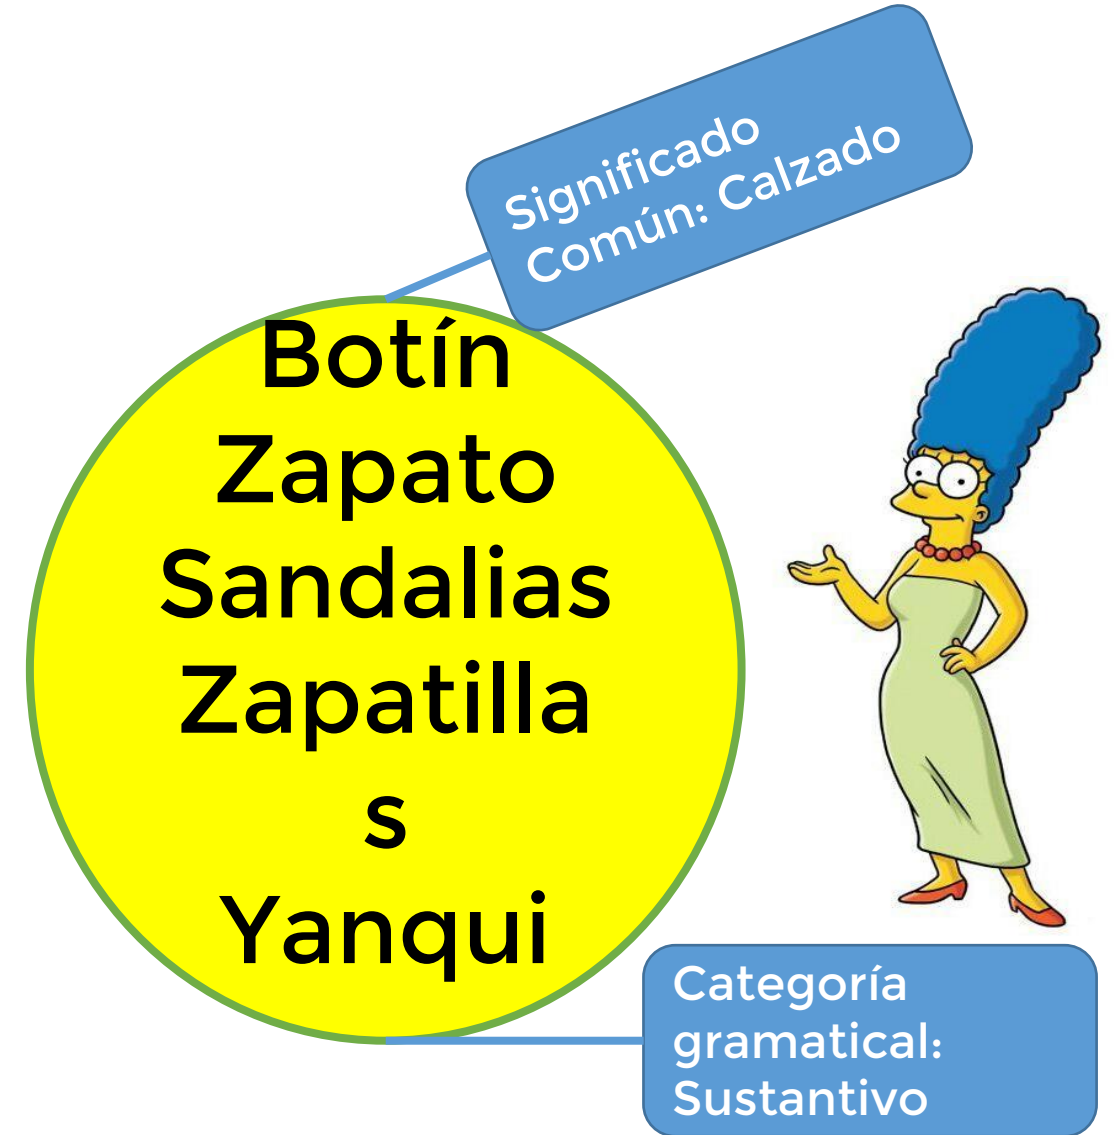 Significado
Común: Calzado
Botín
Zapato
Sandalias
Zapatilla
s
Yanqui
Categoría
gramatical:
Sustantivo